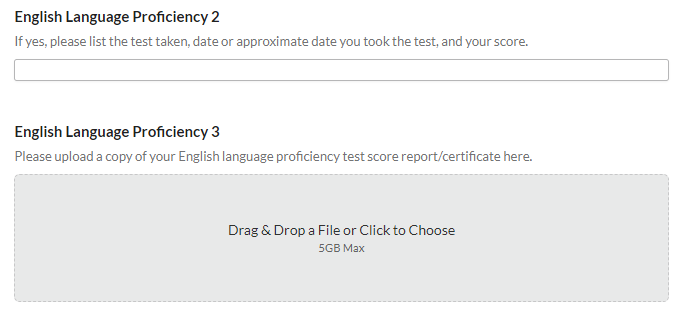 English Language Proficiency 2
If yes, please list the test taken, date or approximate date you took the test, and your score.
English Language Proficiency 3
Please upload a copy of your English language proficiency test score report/certificate here.
Drag & Drop a File or Click to Choose
5GB Max